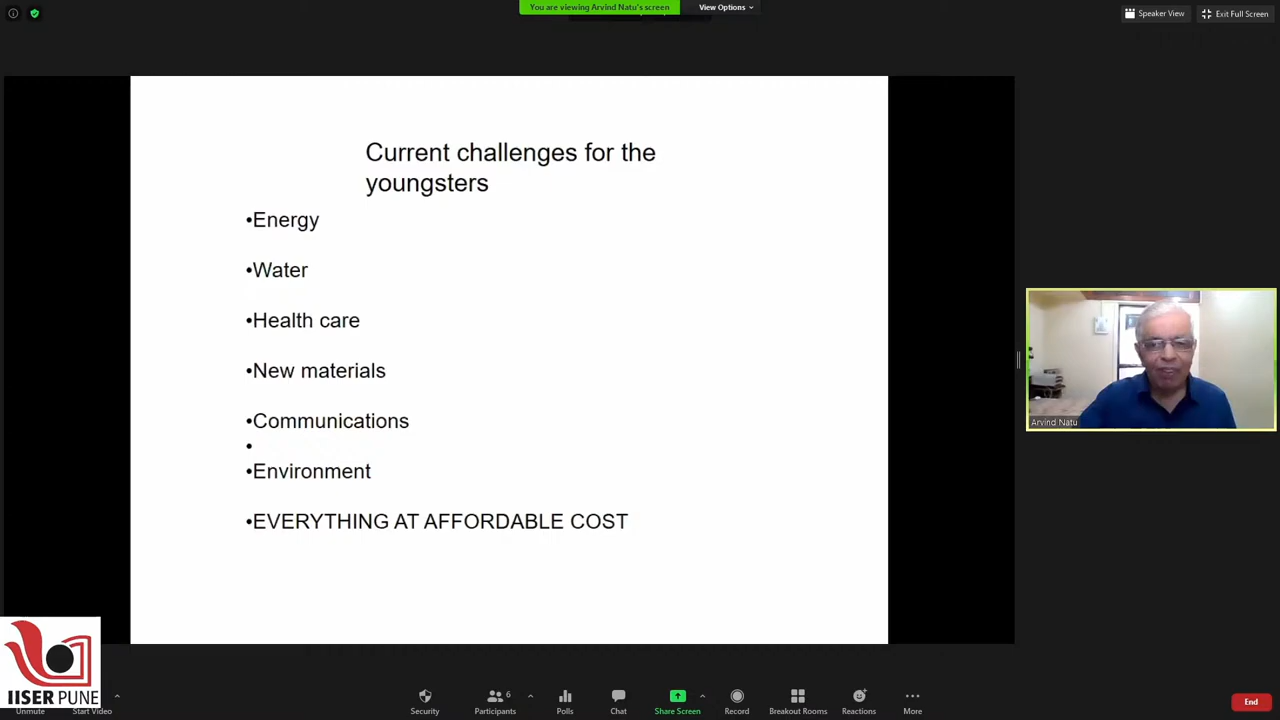 You are viewing Arvind Natu's screen
View Options
Speaker View
Exit Full Screen
Current challenges for the
youngsters
•Energy
•Water
•Health care
•New materials
•Communications
•
•Environment
•EVERYTHING AT AFFORDABLE COST
Arvind Natu
IISER PUNE
Unmute
Start Video
Security
Participants
6
Polls
Chat
Share Screen
Record
Breakout Rooms
Reactions
More
End